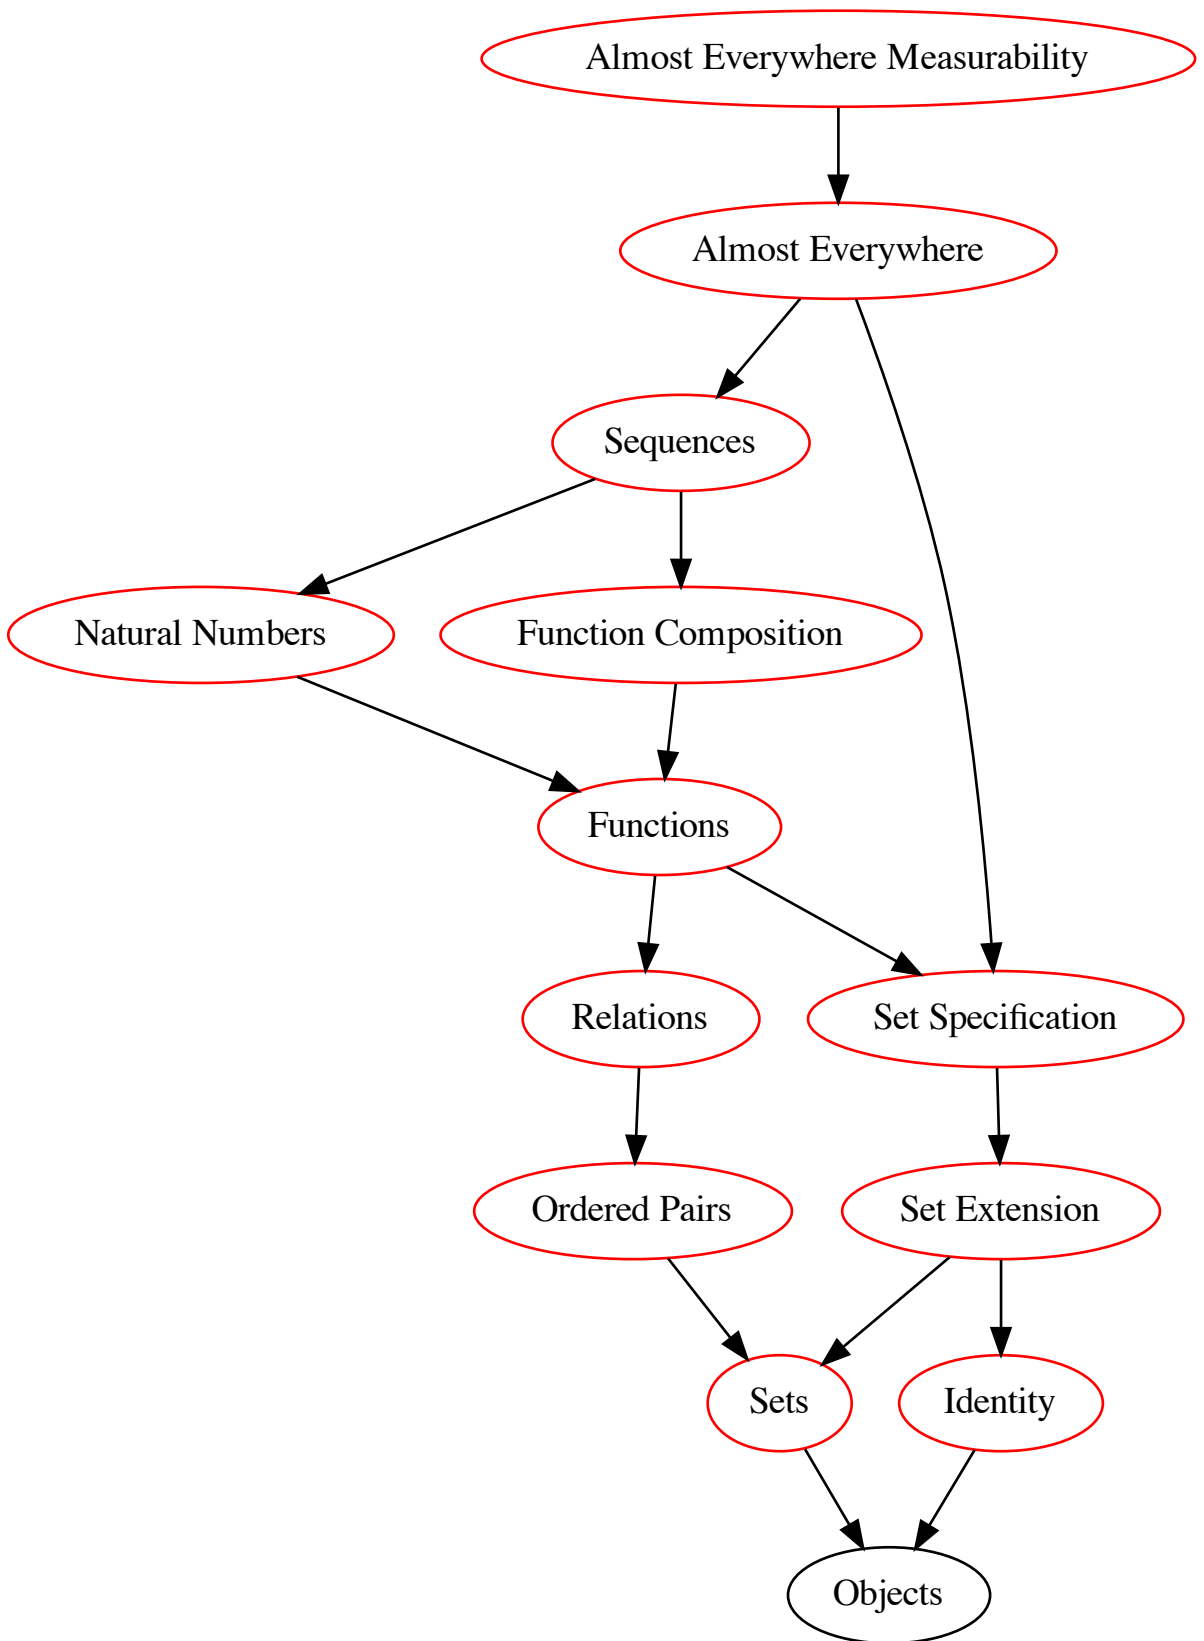 Almost Everywhere Measurability
Almost Everywhere
Sequences
Natural Numbers
Function Composition
Functions
Relations
Set Specification
Ordered Pairs
Set Extension
Sets
Identity
Objects